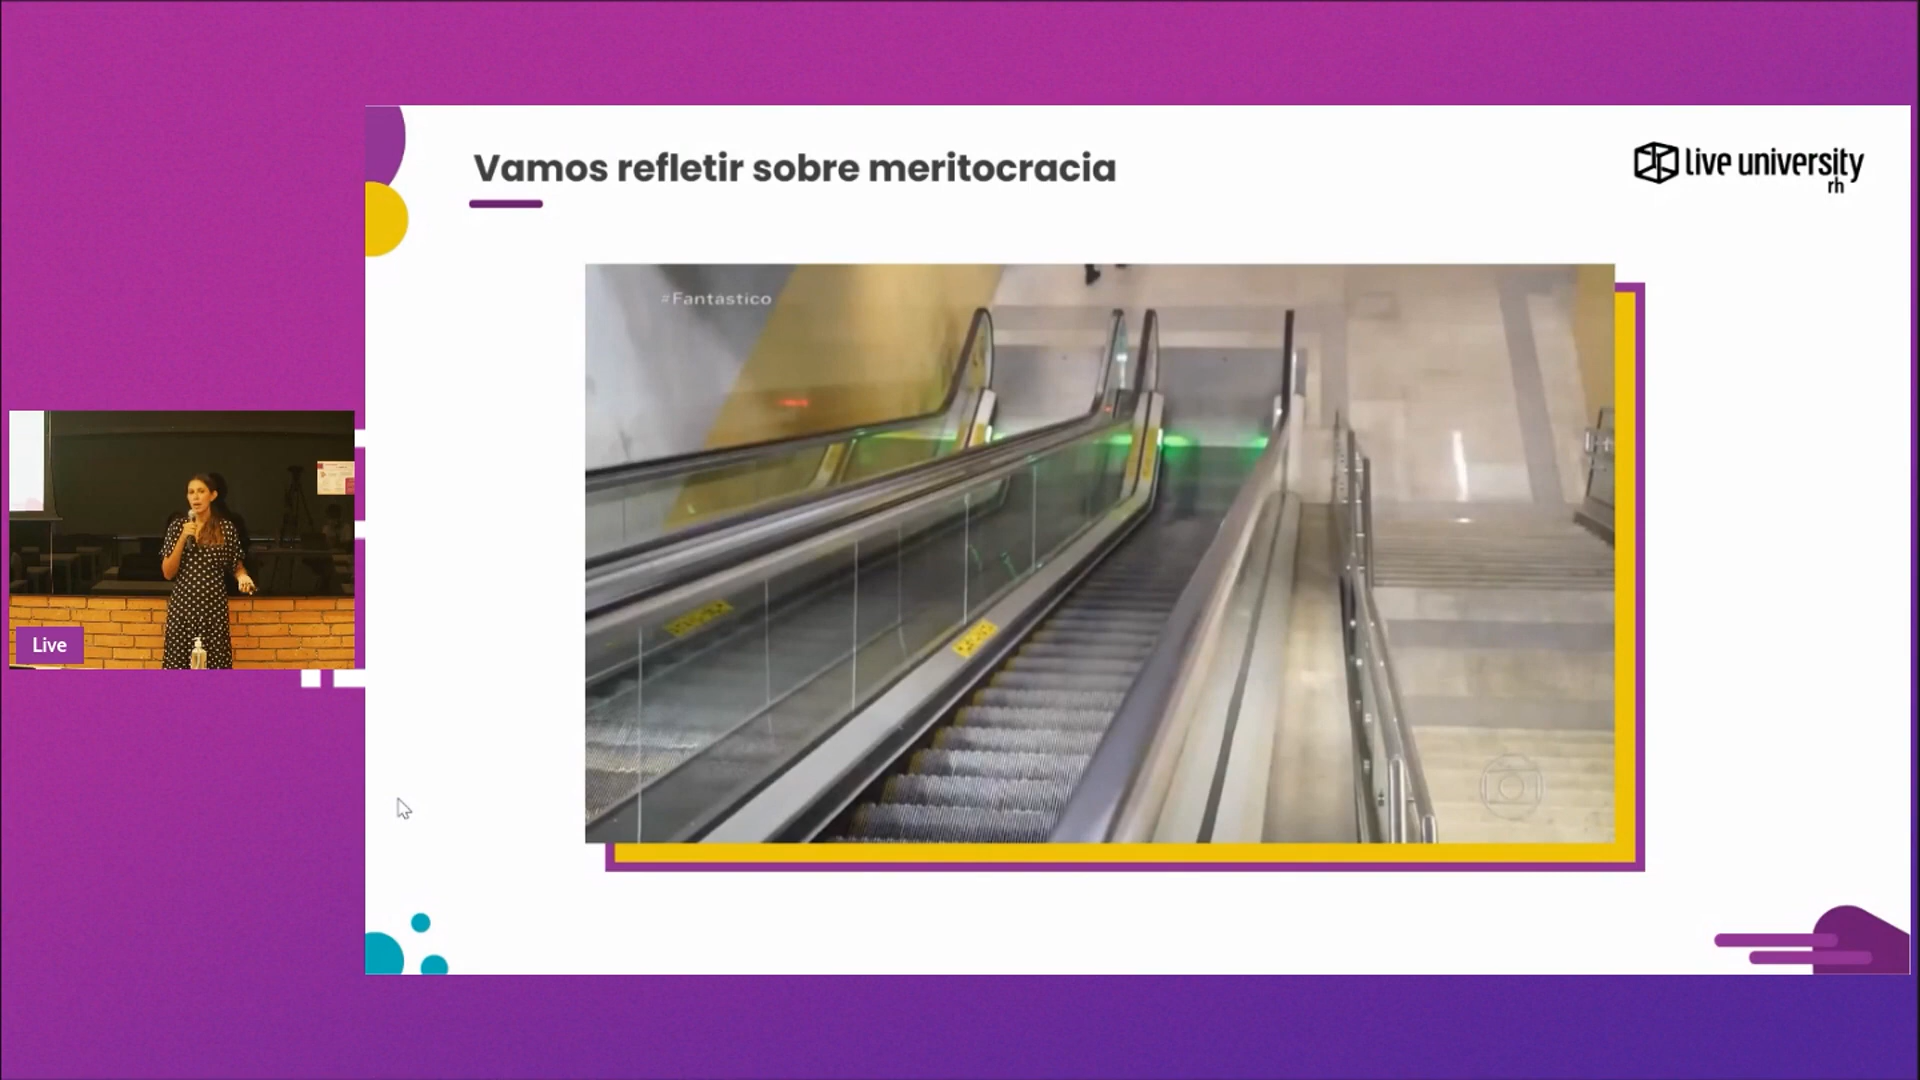 Vamos refletir sobre meritocracia
live university
rh
#Fantastico
Live